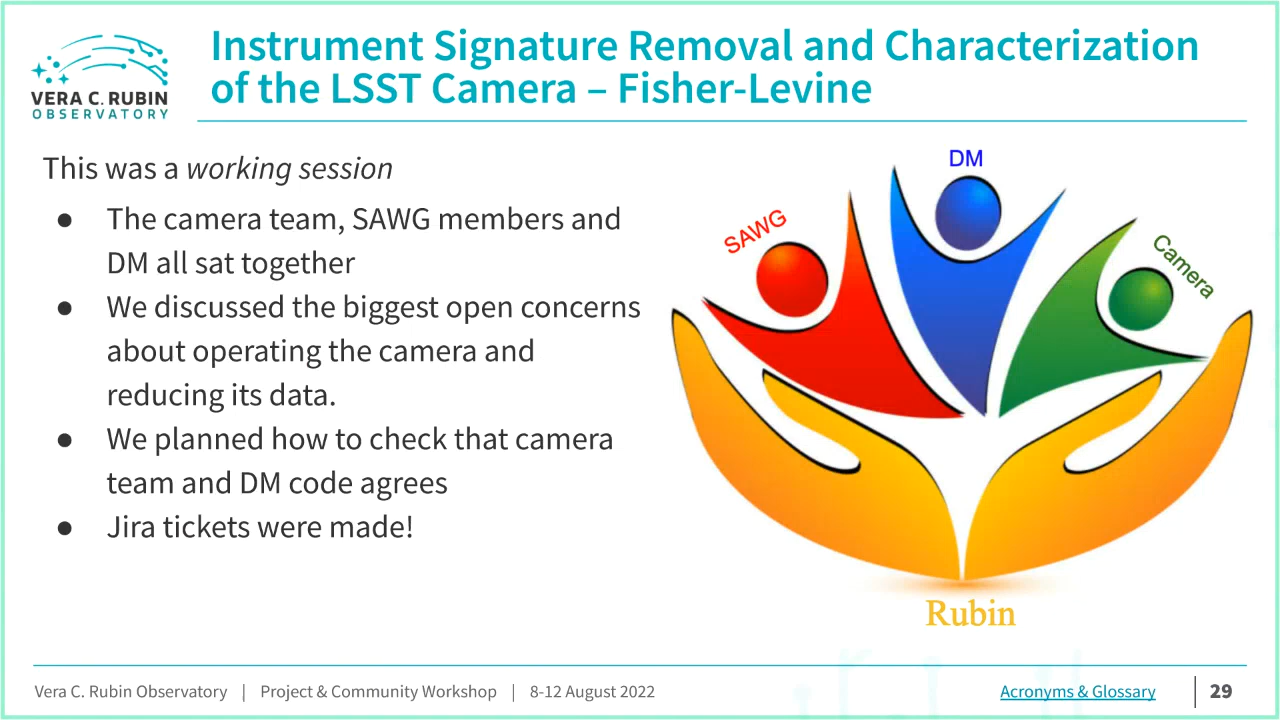 VERA C. RUBIN
OBSERVATORY
Instrument Signature Removal and Characterization
of the LSST Camera – Fisher-Levine
This was a working session
● The camera team, SAWG members and
DM all sat together
● We discussed the biggest open concerns
about operating the camera and
reducing its data.
● We planned how to check that camera
team and DM code agrees
● Jira tickets were made!
SAWG
DM
Camera
Rubin
Vera C. Rubin Observatory | Project & Community Workshop | 8-12 August 2022
Acronyms & Glossary
29